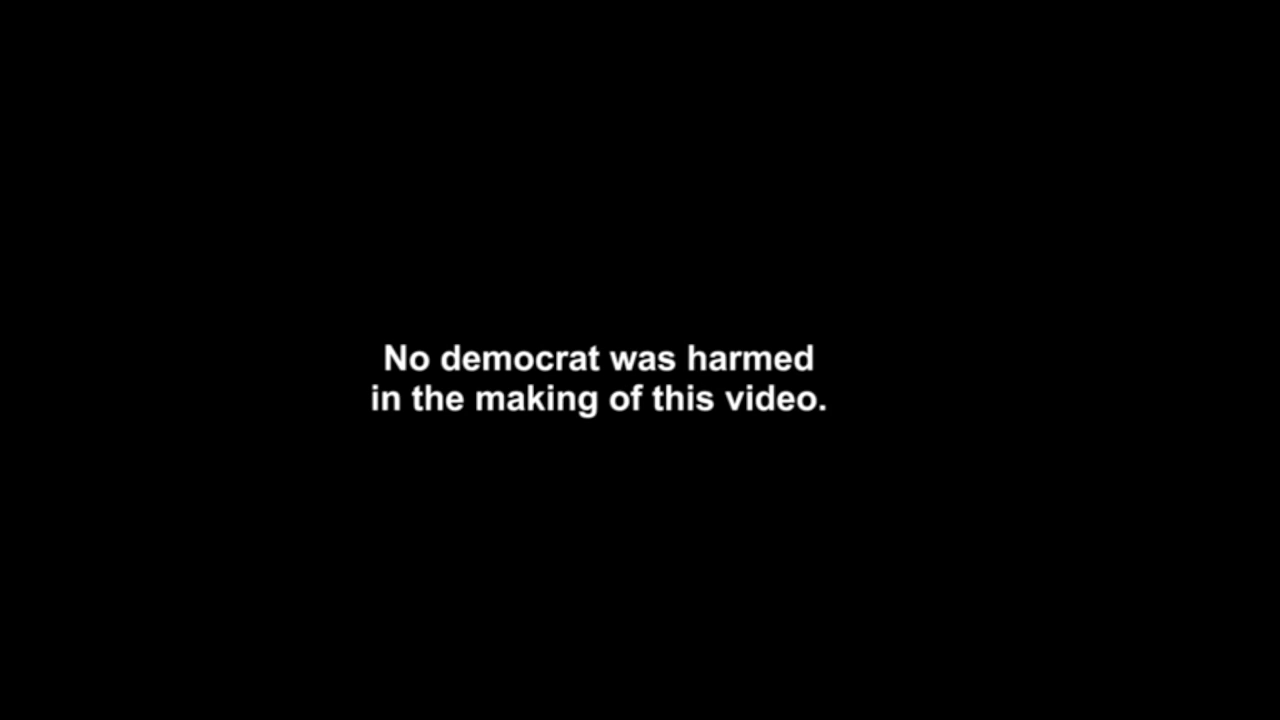 No democrat was harmed
in the making of this video.